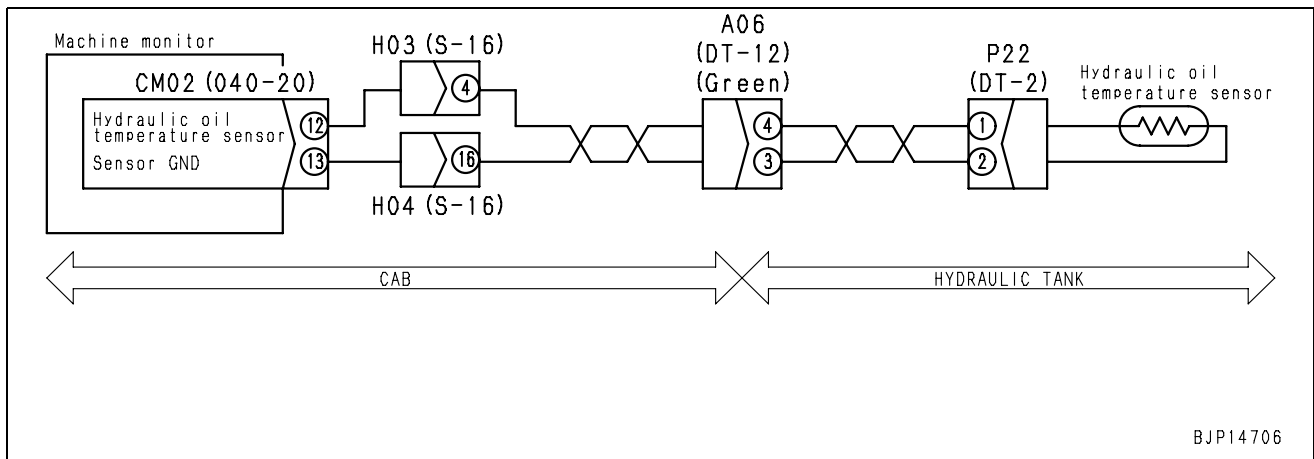 Machine monitor
CM02 (040-20)
Hydraulic oil
temperature sensor
Sensor GND
12
13
H03 (S-16)
4
16
H04 (S-16)
A06
(DT-12)
(Green)
4
3
P22
(DT-2)
1
2
Hydraulic oil
temperature sensor
CAB
HYDRAULIC TANK
BJP14706